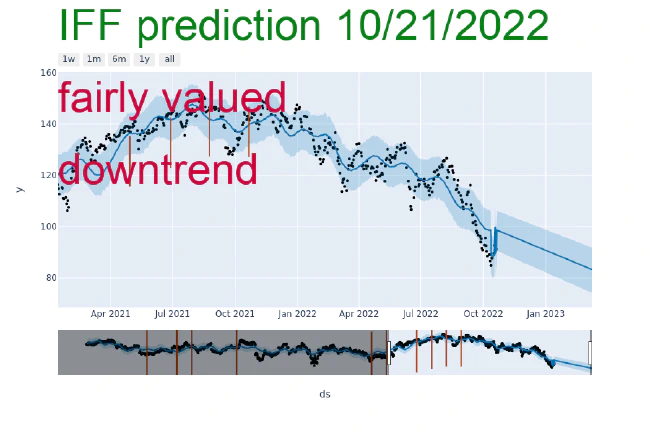 IFF prediction 10/21/2022
1w 1m 6m 1y all
160
fairly valued
140
120
downtrend
y
100
80
Apr 2021 Jul 2021 Oct 2021 Jan 2022 Apr 2022 Jul 2022 Oct 2022 Jan 2023
ds